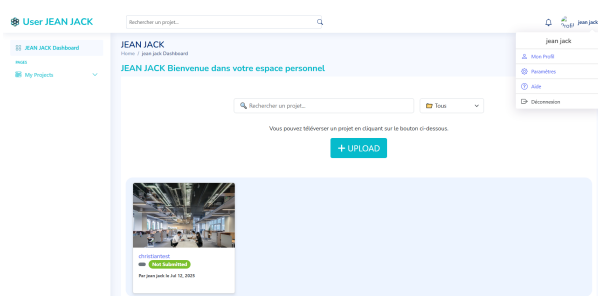 User JEAN JACK
Rechercher un projet...
jean jack
JEAN JACK Dashboard
PAGES
My Projects
JEAN JACK
Home / jean jack Dashboard
JEAN JACK Bienvenue dans votre espace personnel
jean jack
Mon Profil
Paramètres
Aide
Déconnexion
Rechercher un projet...
Tous
Vous pouvez téléverser un projet en cliquant sur le bouton ci-dessous.
+ UPLOAD
christiantest
Not Submitted
Par jean jack in Jul 12, 2025